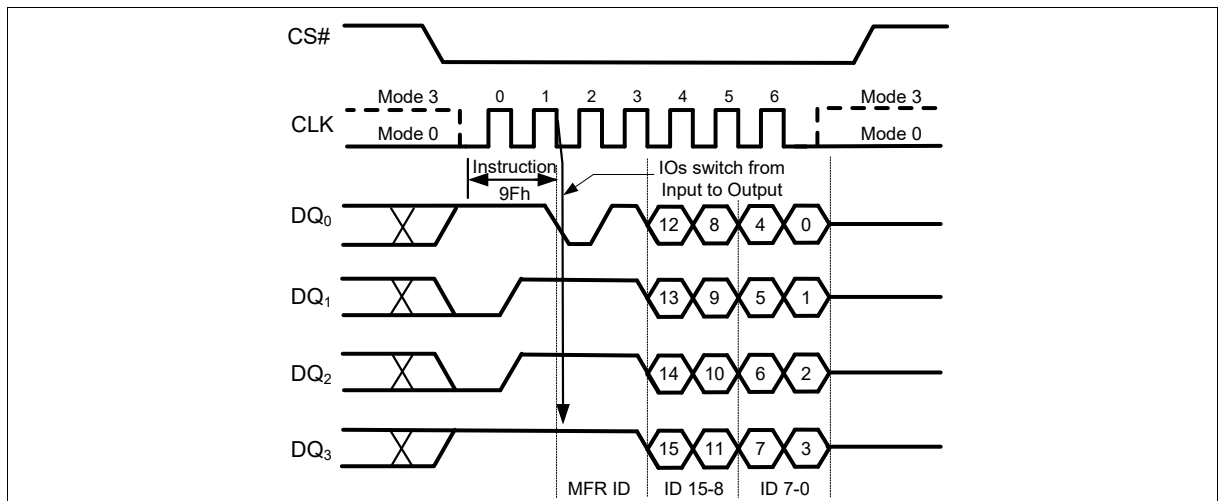 CS#
Mode 3 0 1 2 3 4 5 6 Mode 3
CLK
Mode 0 Mode 0
Instruction IOs switch from
9Fh Input to Output
DQ0 12 8 4 0
DQ1 13 9 5 1
DQ2 14 10 6 2
DQ3 15 11 7 3
MFR ID ID 15-8 ID 7-0